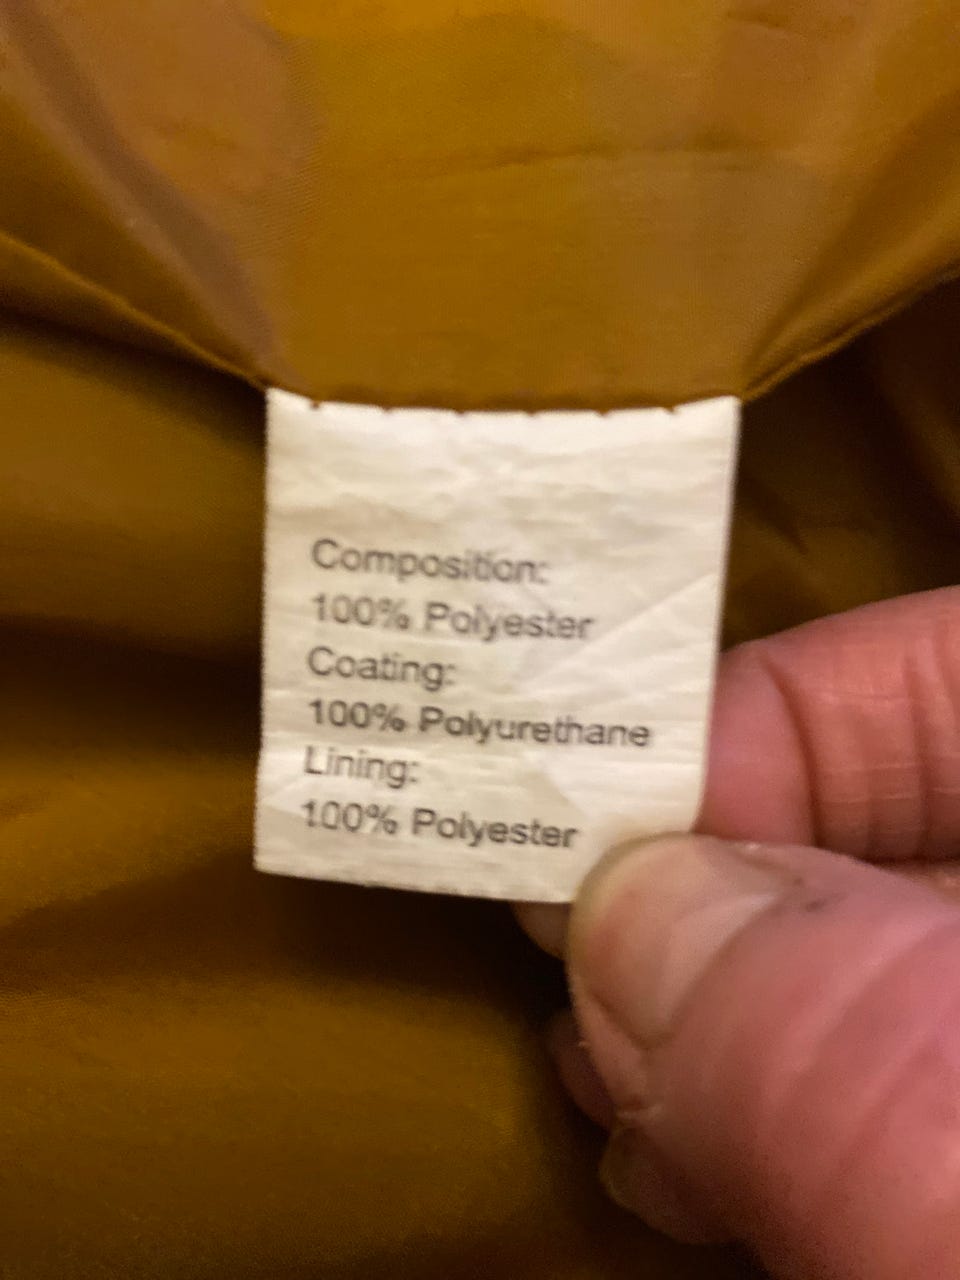 Composition:
100% Polyester
Coating:
100% Polyurethane
Lining:
100% Polyester